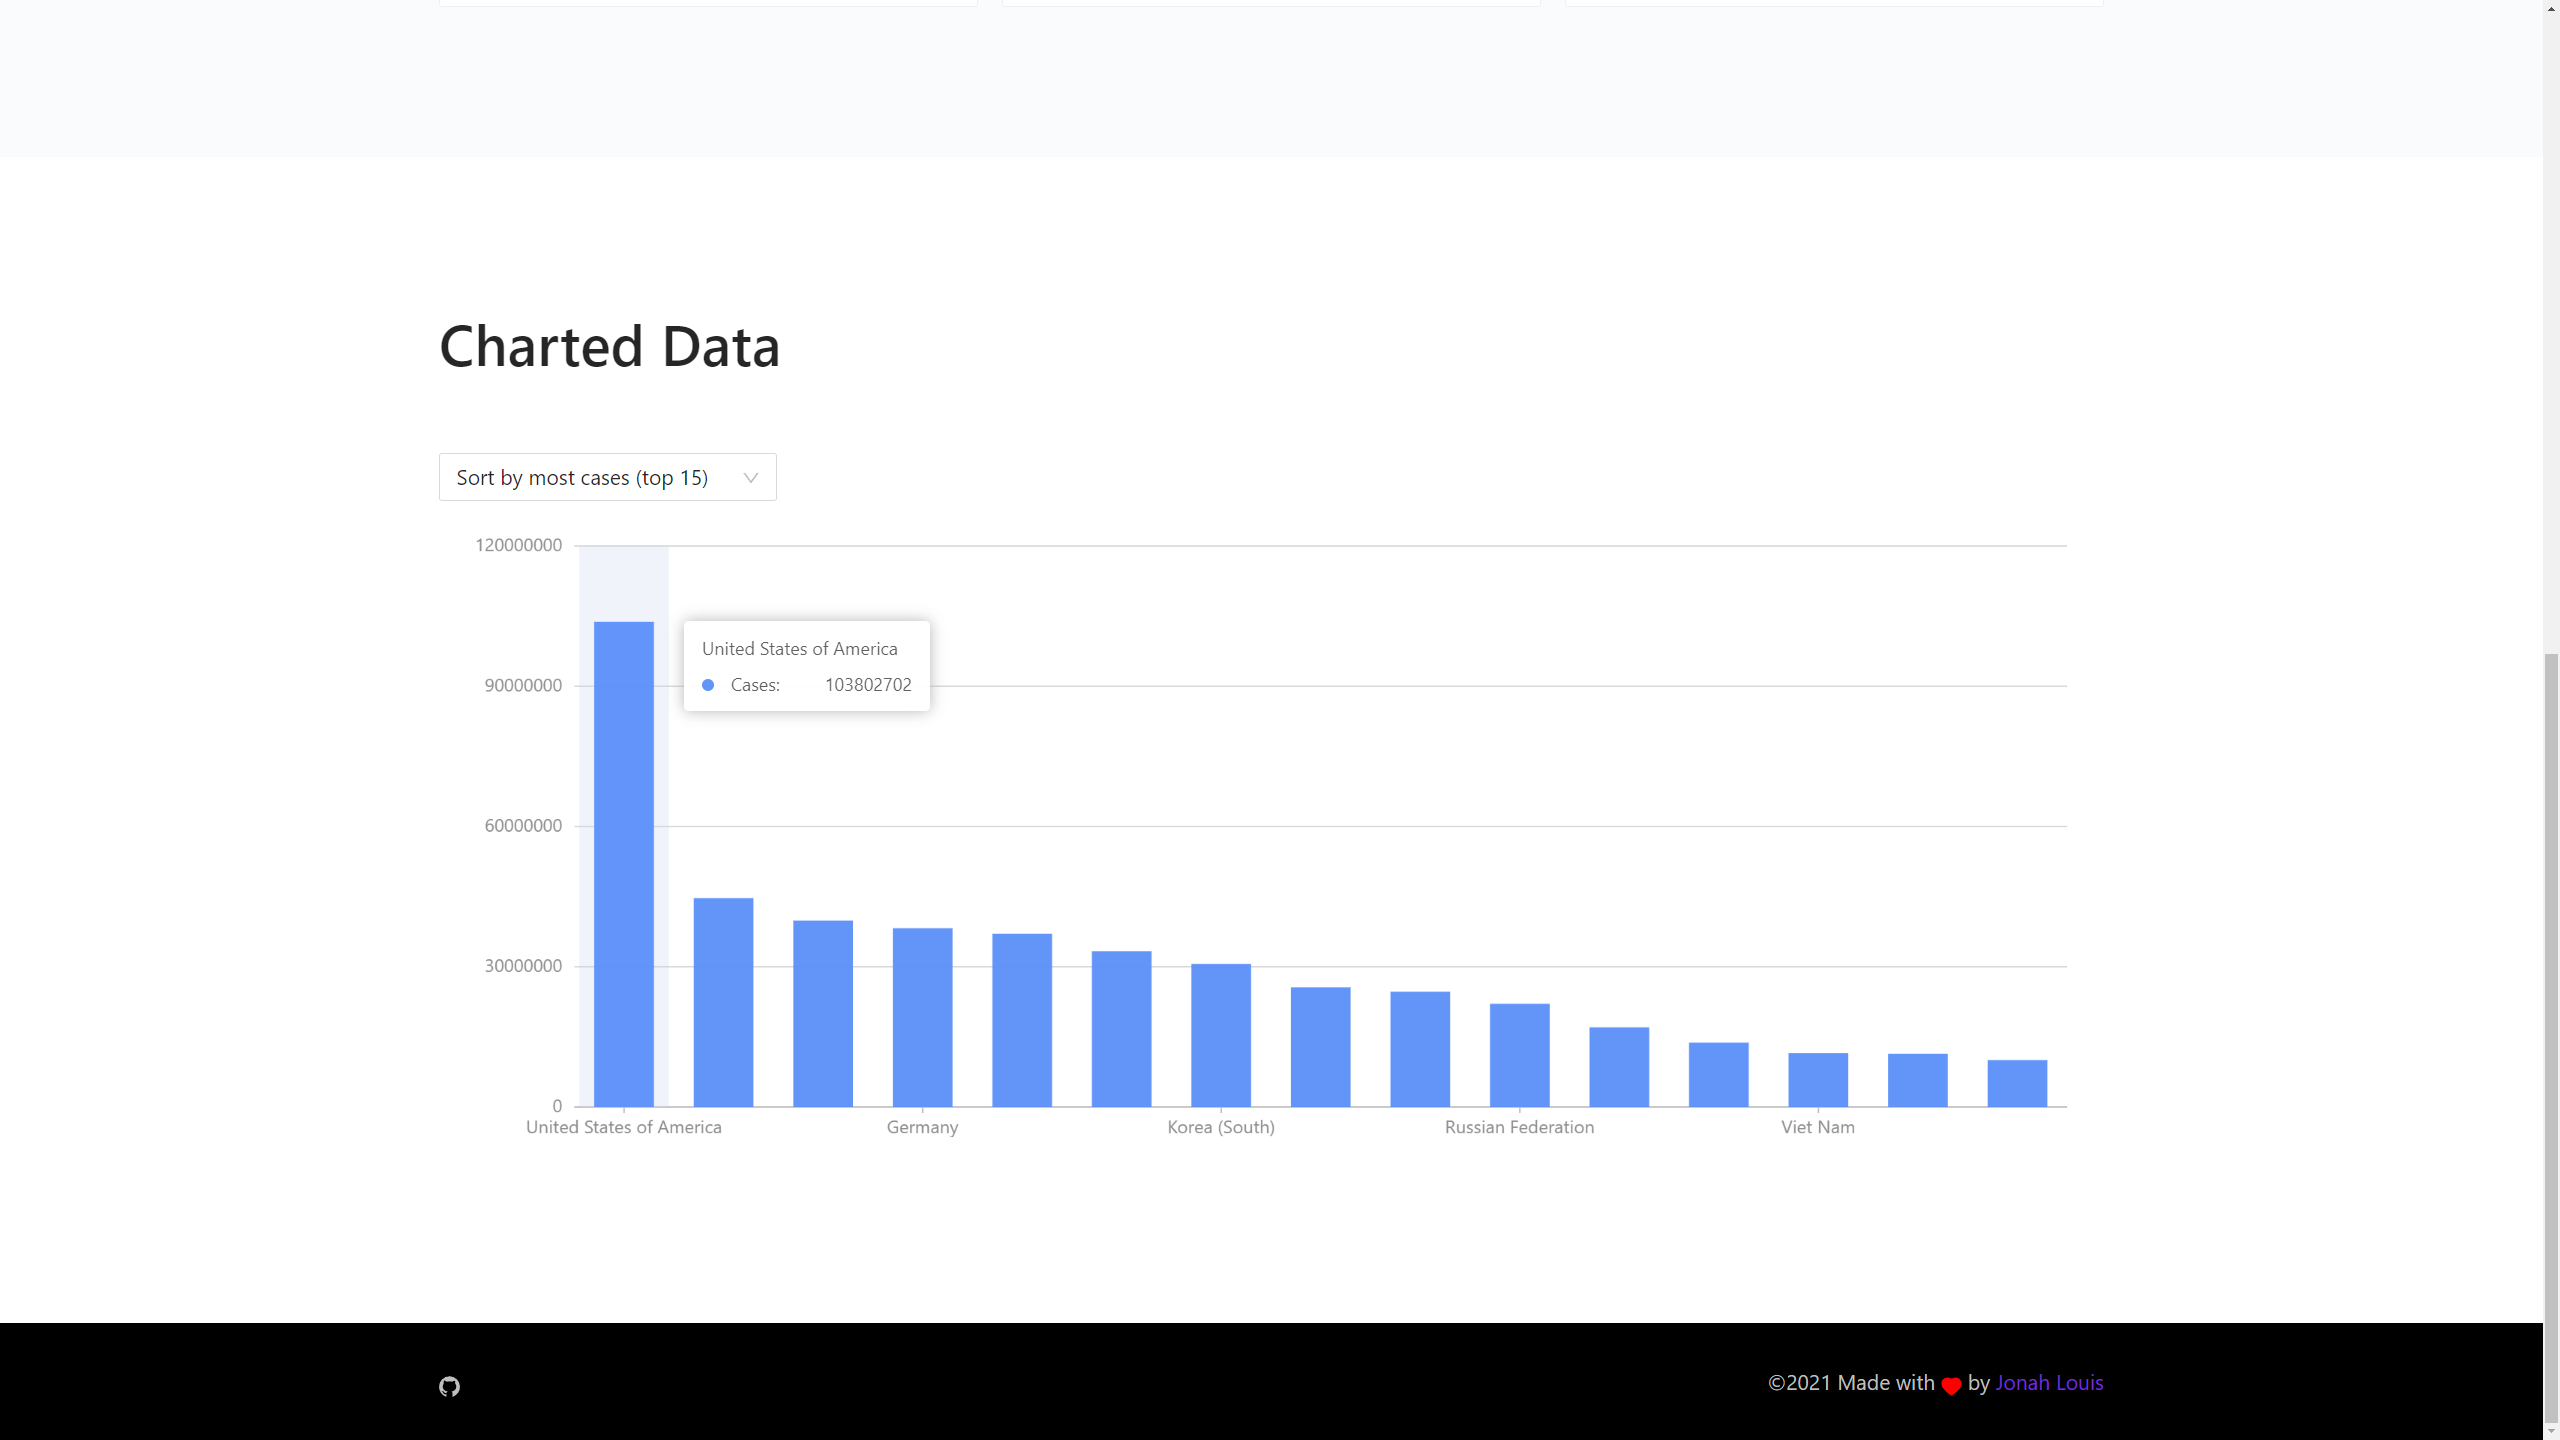 Charted Data
Sort by most cases (top 15)
120000000
90000000
60000000
30000000
0
United States of America
Cases: 103802702
United States of America
Germany
Korea (South)
Russian Federation
Viet Nam
©2021 Made with by Jonah Louis